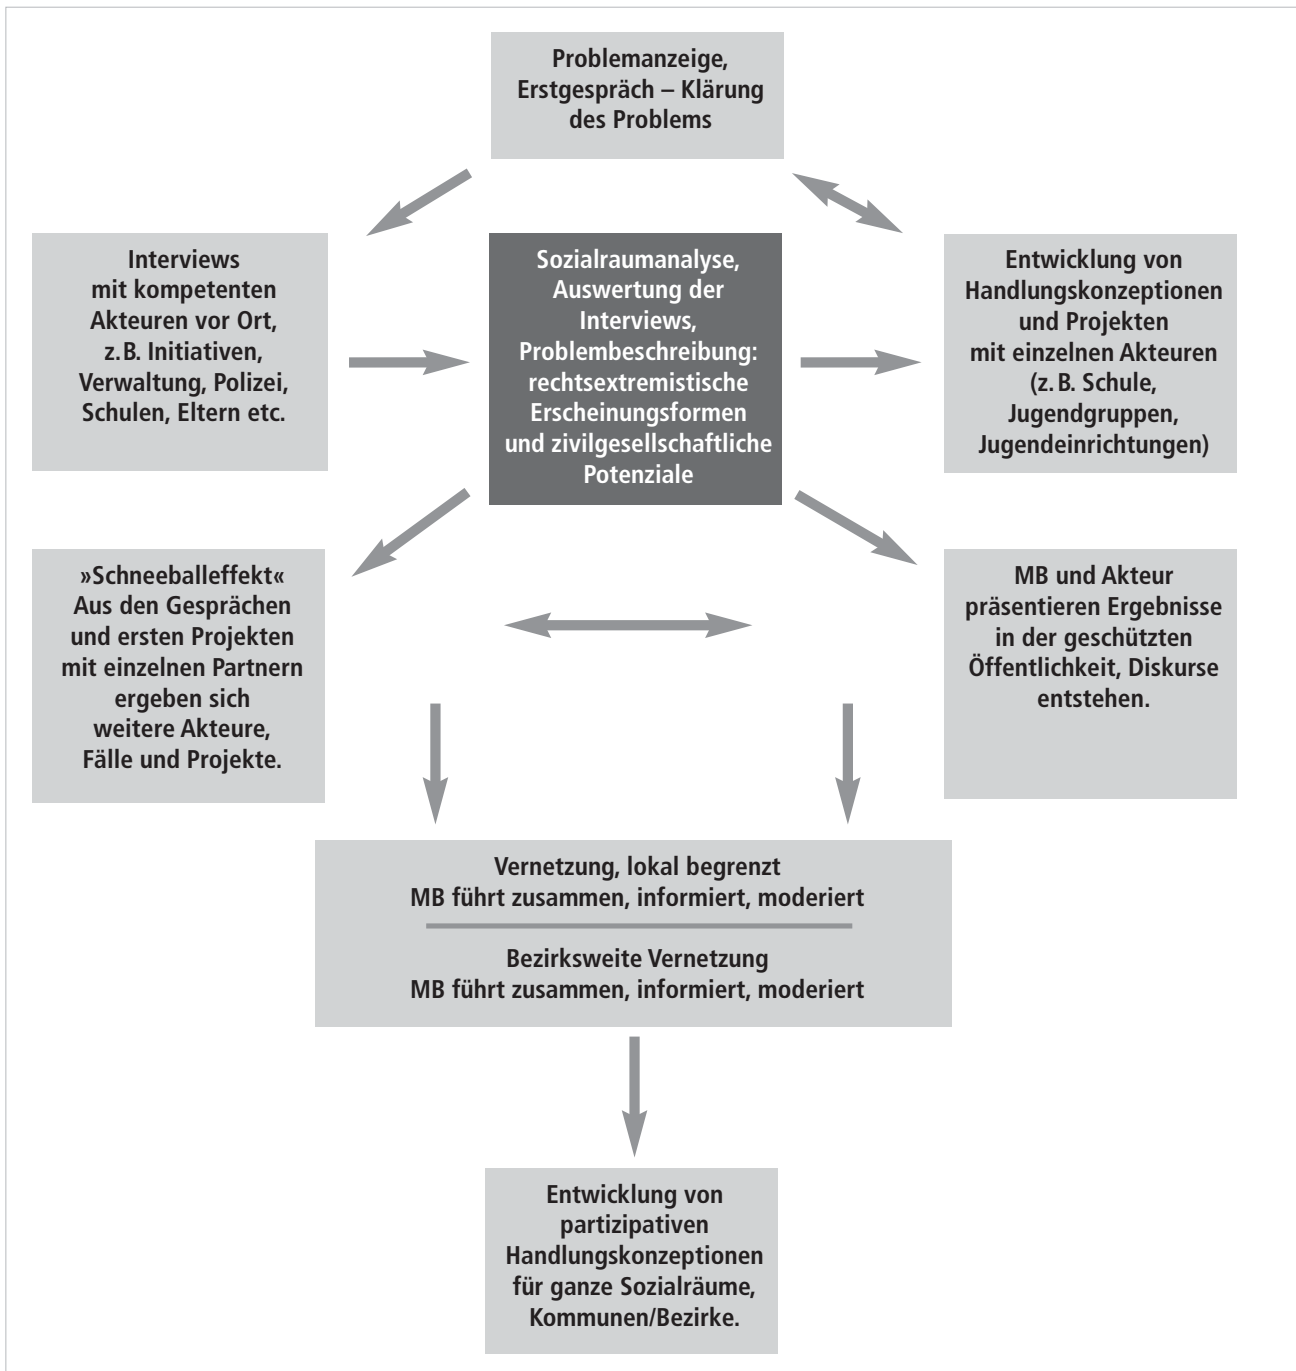 Problemanzeige,
Erstgespräch – Klärung
des Problems
Interviews
mit kompetenten
Akteuren vor Ort,
z. B. Initiativen,
Verwaltung, Polizei,
Schulen, Eltern etc.
Sozialraumanalyse,
Auswertung der
Interviews,
Problembeschreibung:
rechtsextremistische
Erscheinungsformen
und zivilgesellschaftliche
Potenziale
Entwicklung von
Handlungskonzeptionen
und Projekten
mit einzelnen Akteuren
(z. B. Schule,
Jugendgruppen,
Jugendeinrichtungen)
»Schneeballeffekt«
Aus den Gesprächen
und ersten Projekten
mit einzelnen Partnern
ergeben sich
weitere Akteure,
Fälle und Projekte.
MB und Akteur
präsentieren Ergebnisse
in der geschützten
Öffentlichkeit, Diskurse
entstehen.
Vernetzung, lokal begrenzt
MB führt zusammen, informiert, moderiert
Bezirksweite Vernetzung
MB führt zusammen, informiert, moderiert
Entwicklung von
partizipativen
Handlungskonzeptionen
für ganze Sozialräume,
Kommunen/Bezirke.